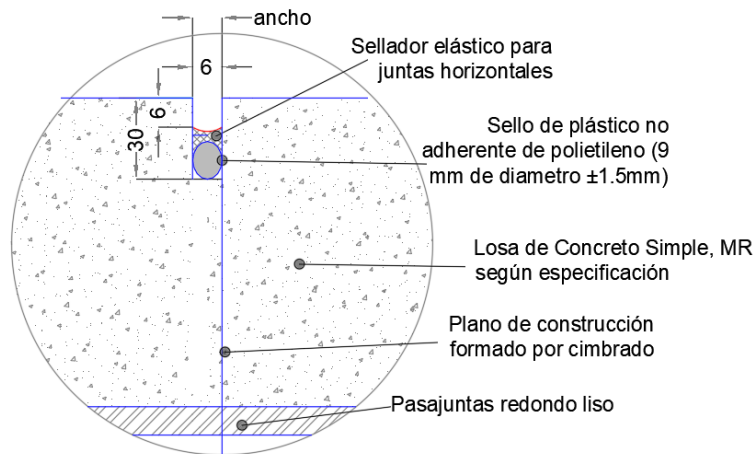 ancho
6
6
30
Sellador elástico para
juntas horizontales
Sello de plástico no
adherente de polietileno (9
mm de diametro ±1.5mm)
Losa de Concreto Simple, MR
según especificación
Plano de construcción
formado por cimbrado
Pasajuntas redondo liso